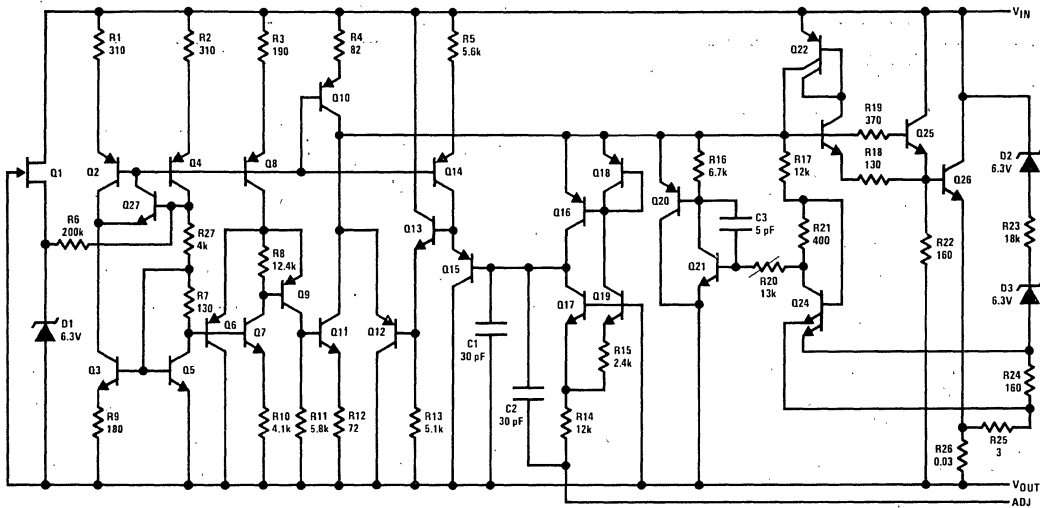 V_IN
R1
310
R2
310
R3
190
R4
82
R5
5.6k
Q22
Q10
R19
370
Q25
R18
130
Q1
Q2
Q4
Q8
Q14
Q18
R16
6.7k
R17
12k
Q26
D2
6.3V
Q27
Q16
Q20
R6
200k
R27
4k
Q13
C3
5 pF
R21
400
R23
18k
R22
160
R8
12.4k
Q15
Q21
R20
13k
D3
6.3V
R7
130
Q9
Q17
Q19
Q24
D1
6.3V
Q6
Q7
Q11
Q12
C1
30 pF
R15
2.4k
Q3
Q5
R24
160
C2
30 pF
R9
180
R10
4.1k
R11
5.8k
R12
72
R13
5.1k
R14
12k
R26
0.03
R25
3
V_OUT
ADJ